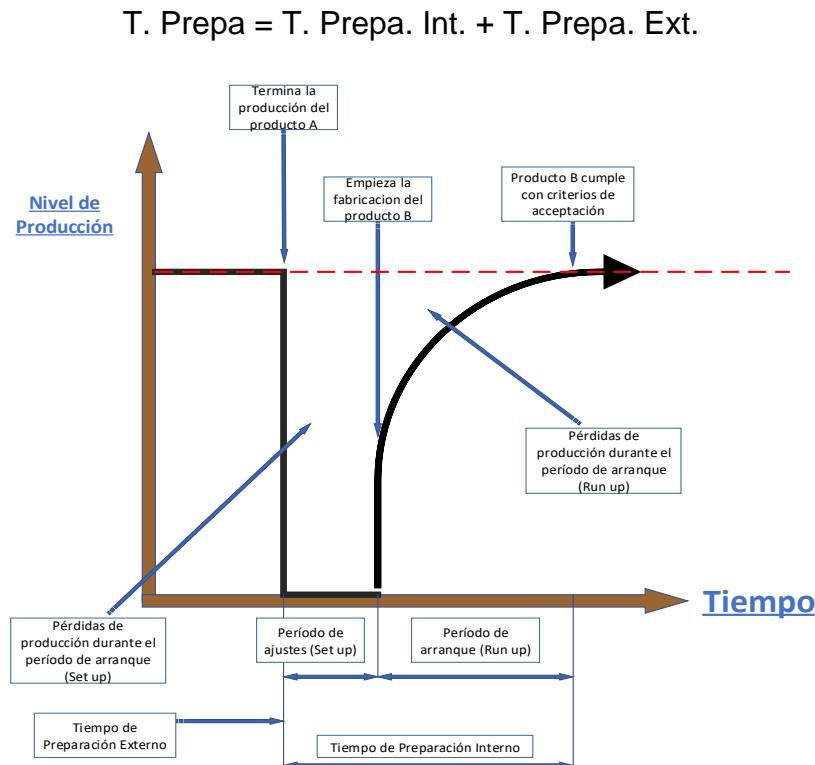 T. Prepa = T. Prepa. Int. + T. Prepa. Ext.
Termina la
producción del
producto A
Empieza la
fabricacion del
producto B
Producto B cumple
con criterios de
acceptación
Nivel de
Producción
Pérdidas de
producción durante el
período de arranque
(Run up)
Tiempo
Pérdidas de
producción durante el
período de arranque
(Set up)
Período de
ajustes (Set up)
Período de
arranque (Run up)
Tiempo de
Preparación Externo
Tiempo de Preparación Interno